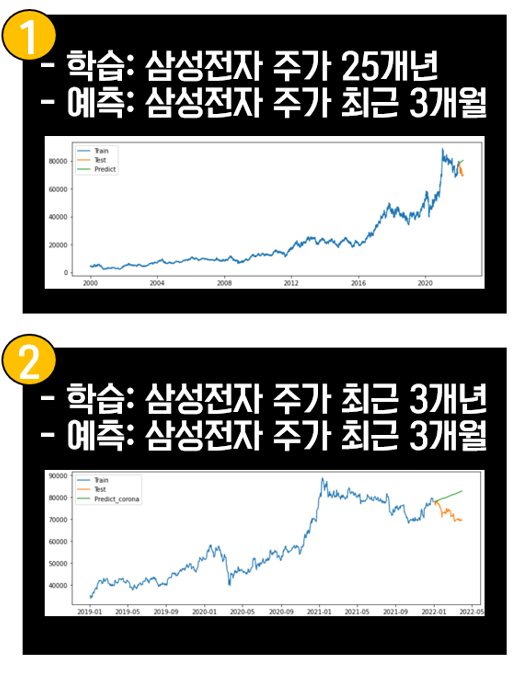 1
- 학습: 삼성전자 주가 25개년
- 예측: 삼성전자 주가 최근 3개월
Train
Test
Predict
80000
60000
40000
20000
0
2000 2004 2008 2012 2016 2020
2
- 학습: 삼성전자 주가 최근 3개년
- 예측: 삼성전자 주가 최근 3개월
Train
Test
Predict_corona
90000
80000
70000
60000
50000
40000
2019-01 2019-05 2019-09 2020-01 2020-05 2020-09 2021-01 2021-05 2021-09 2022-01 2022-05